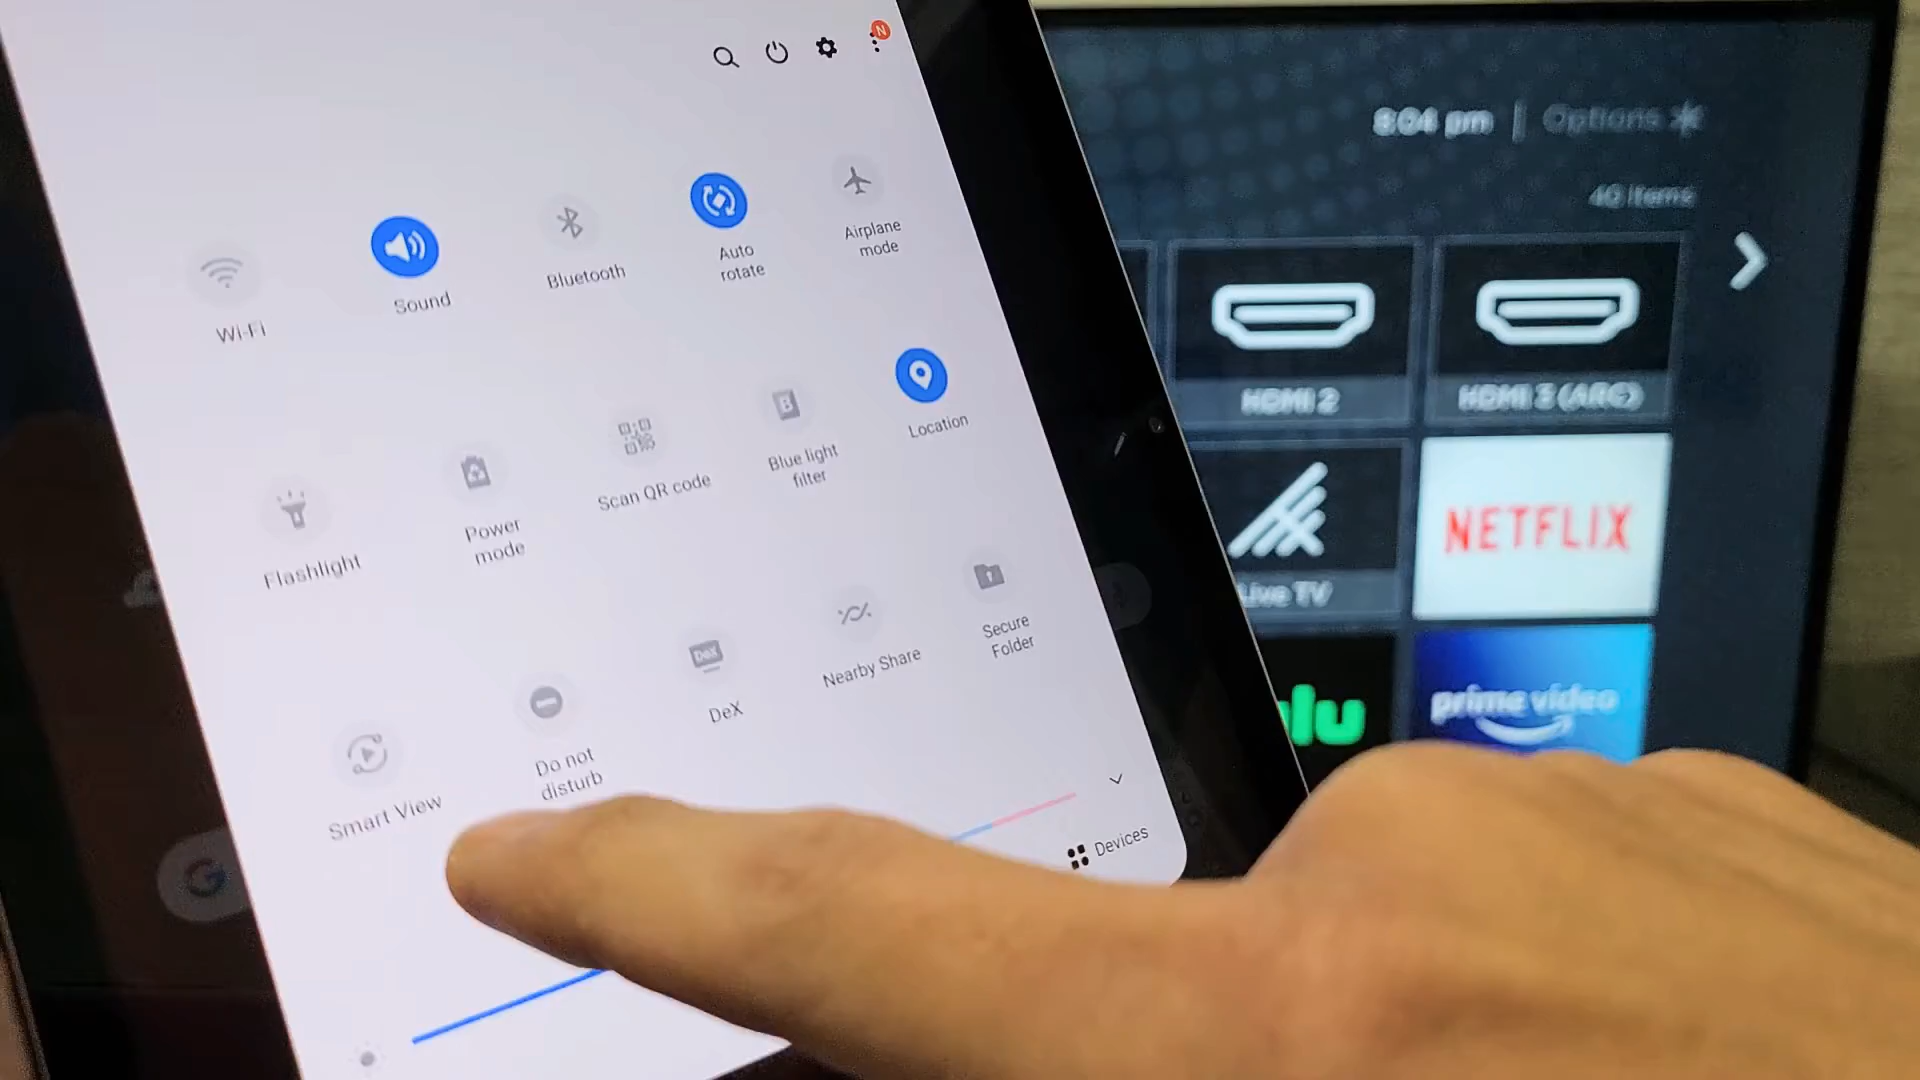 N
Wi-Fi
Sound
Bluetooth
Auto
rotate
Airplane
mode
Flashlight
Power
mode
Scan QR code
B
Blue light
filter
Location
Smart View
Do not
disturb
DeX
DeX
Nearby Share
Secure
Folder
Devices
G
8:04 pm | Options
40 items
HDMI 2
HDMI 3 (ARC)
Live TV
NETFLIX
lu
prime video